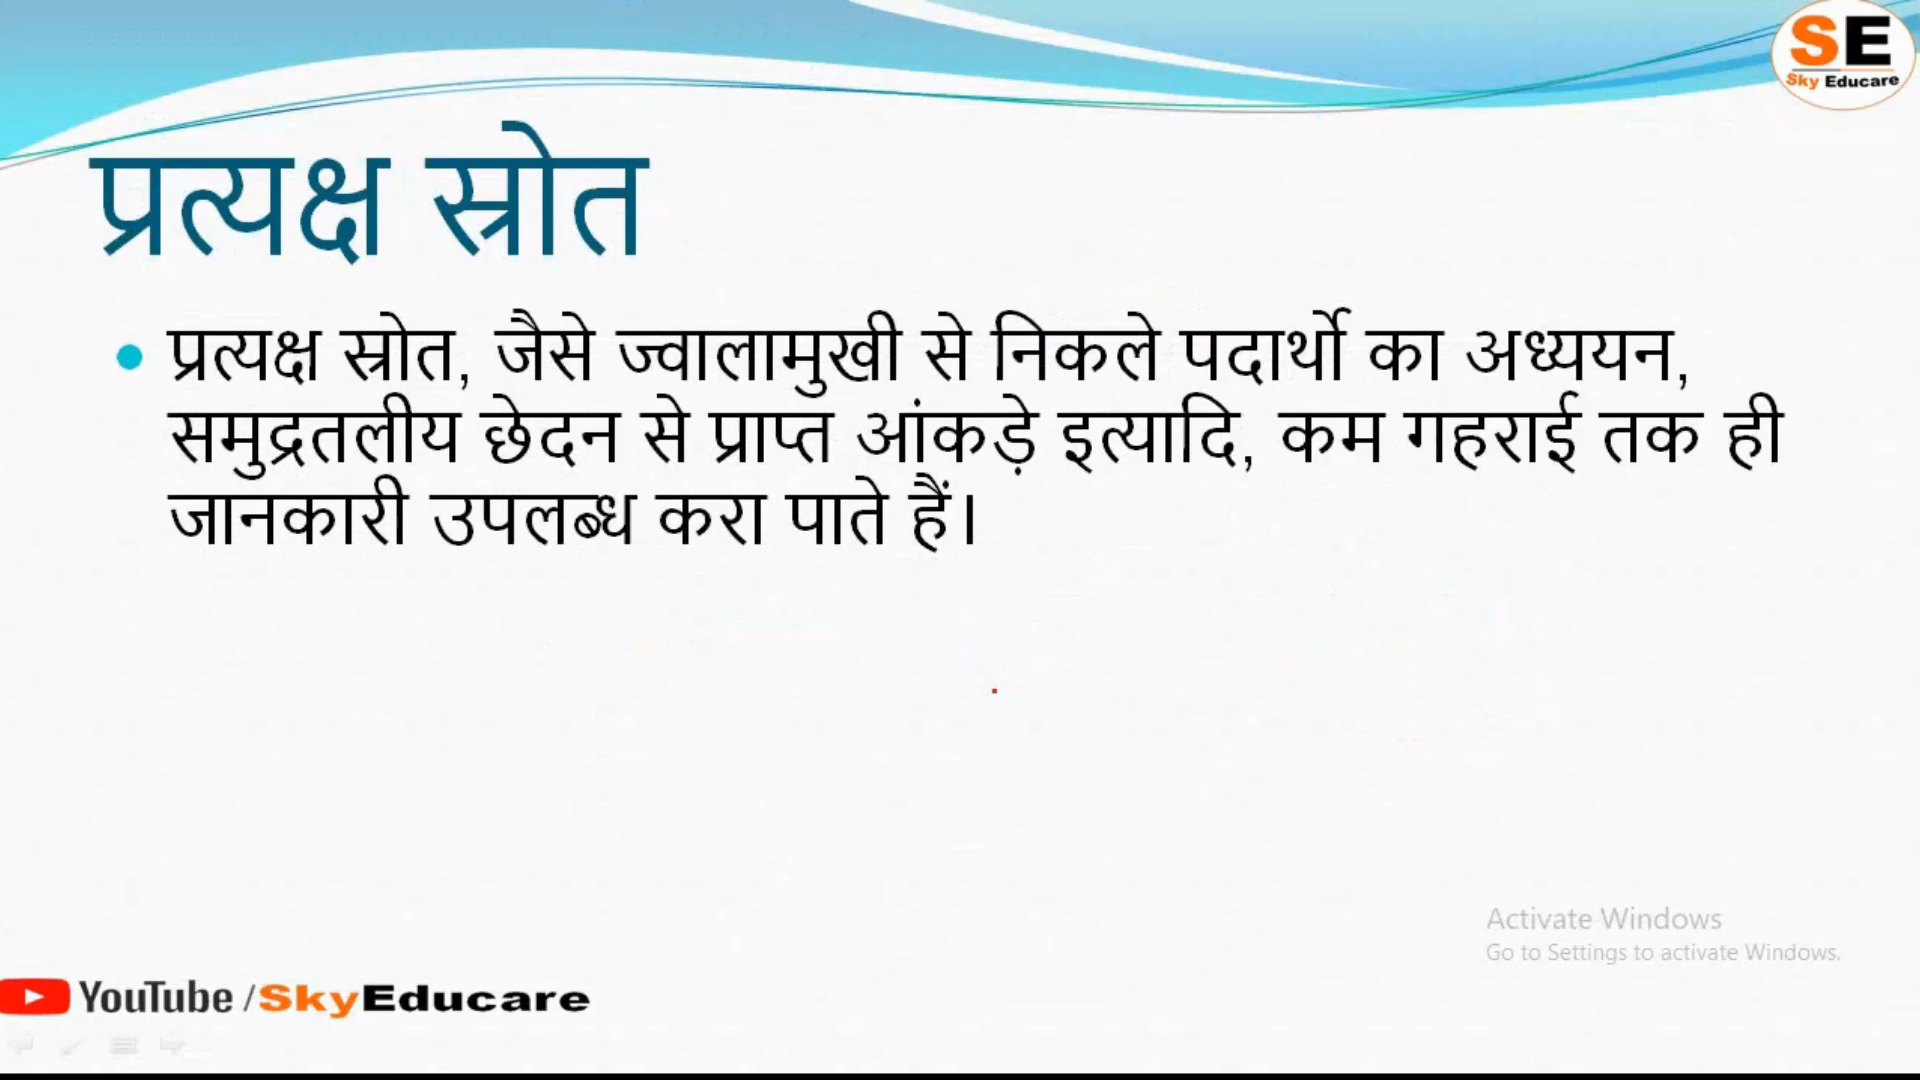 SE
Sky Educare
प्रत्यक्ष स्रोत
प्रत्यक्ष स्रोत, जैसे ज्वालामुखी से निकले पदार्थो का अध्ययन,
समुद्रतलीय छेदन से प्राप्त आंकड़े इत्यादि, कम गहराई तक ही
जानकारी उपलब्ध करा पाते हैं।
Activate Windows
Go to Settings to activate Windows.
YouTube /SkyEducare